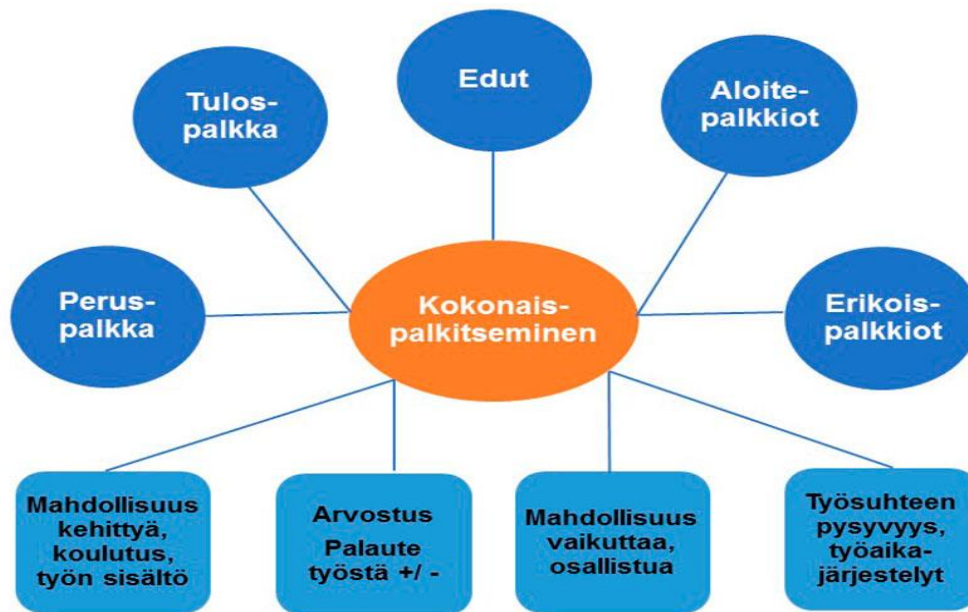 Edut
Tulos-
palkka
Aloite-
palkkiot
Perus-
palkka
Kokonais-
palkitseminen
Erikois-
palkkiot
Mahdollisuus
kehittyä,
koulutus,
työn sisältö
Arvostus
Palaute
työstä +/ -
Mahdollisuus
vaikuttaa,
osallistua
Työsuhteen
pysyvyys,
työaika-
järjestelyt